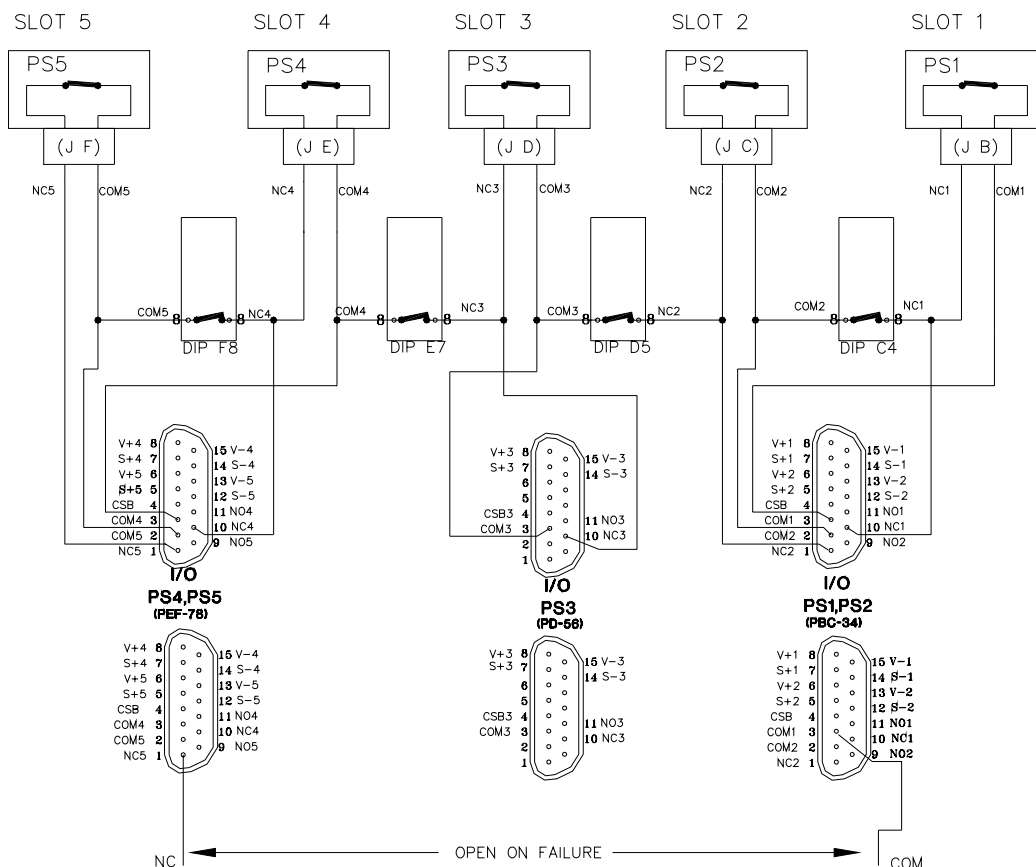 SLOT 5 SLOT 4 SLOT 3 SLOT 2 SLOT 1
PS5 PS4 PS3 PS2 PS1
(J F) (J E) (J D) (J C) (J B)
NC5 COM5 NC4 COM4 NC3 COM3 NC2 COM2 NC1 COM1
COM5 8 8 NC4 COM4 8 8 NC3 COM3 8 8 NC2 COM2 8 8 NC1
DIP F8 DIP E7 DIP D5 DIP C4
V+4 8
S+4 7
V+5 6
S+5 5
CSB 4
COM4 3
COM5 2
NC5 1
15 V-4
14 S-4
13 V-5
12 S-5
11 NO4
10 NC4
9 NO5
I/O
PS4,PS5
(PEF-78)
V+3 8
S+3 7
6
5
CSB3 4
COM3 3
2
1
15 V-3
14 S-3
11 NO3
10 NC3
I/O
PS3
(PD-56)
V+1 8
S+1 7
V+2 6
S+2 5
CSB 4
COM1 3
COM2 2
NC2 1
15 V-1
14 S-1
13 V-2
12 S-2
11 NO1
10 NC1
9 NO2
I/O
PS1,PS2
(PBC-34)
V+4 8
S+4 7
V+5 6
S+5 5
CSB 4
COM4 3
COM5 2
NC5 1
15 V-4
14 S-4
13 V-5
12 S-5
11 NO4
10 NC4
9 NO5
V+3 8
S+3 7
6
5
CSB3 4
COM3 3
2
1
15 V-3
14 S-3
11 NO3
10 NC3
V+1 8
S+1 7
V+2 6
S+2 5
CSB 4
COM1 3
COM2 2
NC2 1
15 V-1
14 S-1
13 V-2
12 S-2
11 NO1
10 NC1
9 NO2
NC OPEN ON FAILURE COM